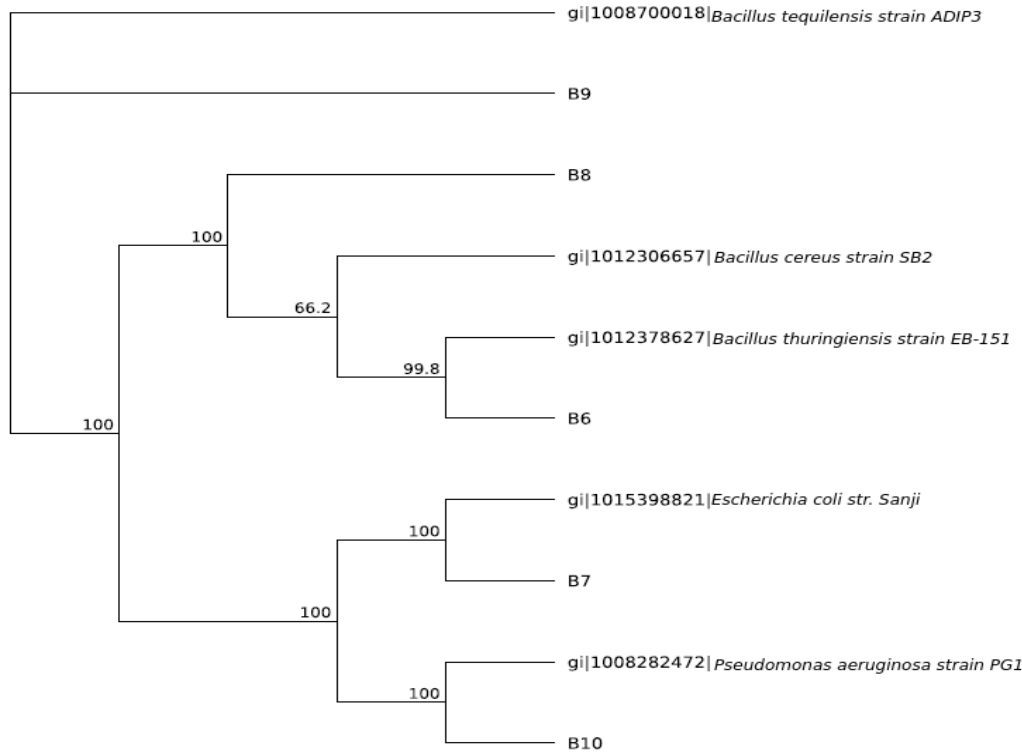 gi|1008700018|Bacillus tequilensis strain ADIP3
B9
B8
100
gi|1012306657|Bacillus cereus strain SB2
66.2
gi|1012378627|Bacillus thuringiensis strain EB-151
99.8
B6
100
gi|1015398821|Escherichia coli str. Sanji
100
B7
100
gi|1008282472|Pseudomonas aeruginosa strain PG1
100
B10